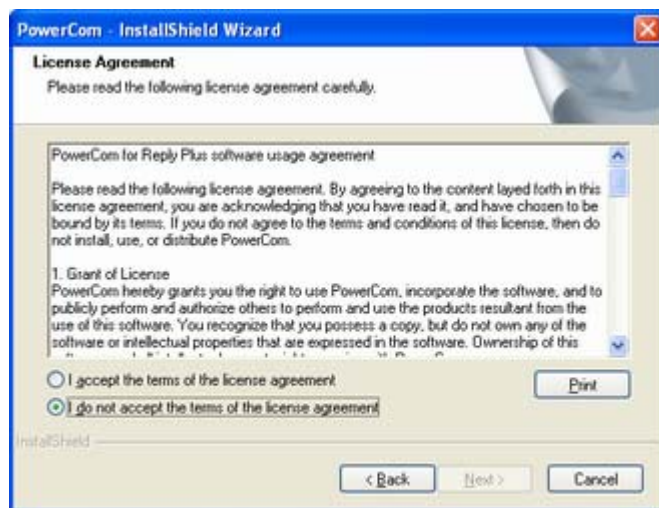 PowerCom - InstallShield Wizard
License Agreement
Please read the following license agreement carefully.
PowerCom for Reply Plus software usage agreement
Please read the following license agreement. By agreeing to the content layed forth in this
license agreement, you are acknowledging that you have read it, and have chosen to be
bound by its terms. If you do not agree to the terms and conditions of this license, then do
not install, use, or distribute PowerCom.
1. Grant of License
PowerCom hereby grants you the right to use PowerCom, incorporate the software, and to
publicly perform and authorize others to perform and use the products resultant from the
use of this software. You recognize that you possess a copy, but do not own any of the
software or intellectual properties that are expressed in the software. Ownership of this
I accept the terms of the license agreement
Print
I do not accept the terms of the license agreement
InstallShield
< Back
Next >
Cancel